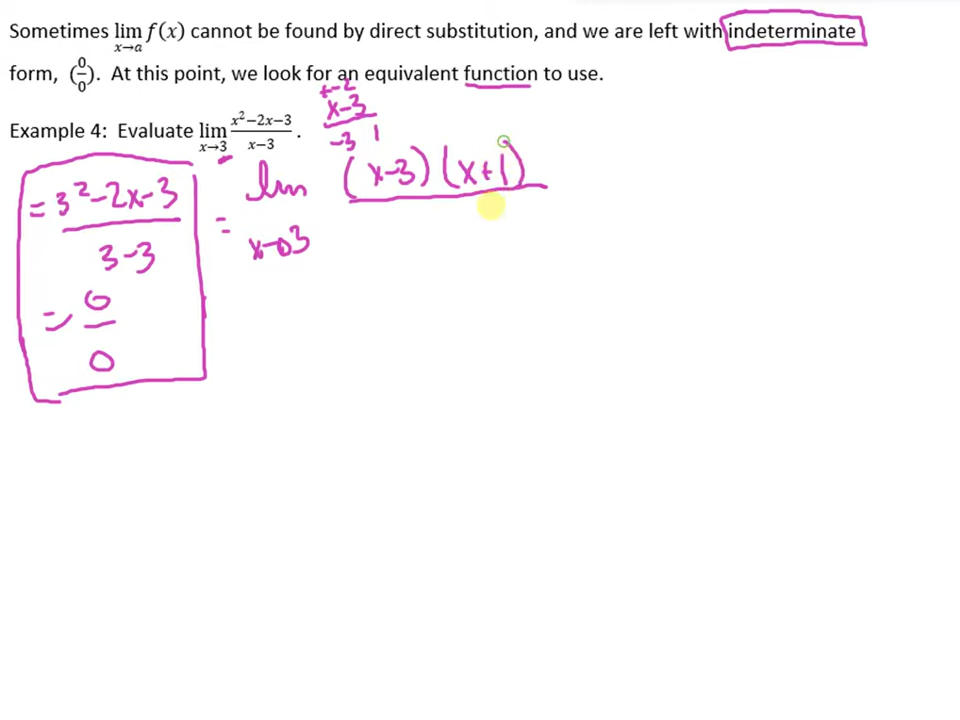 Sometimes lim x→a f(x) cannot be found by direct substitution, and we are left with indeterminate
form, (0/0). At this point, we look for an equivalent function to use.
Example 4: Evaluate lim x→3 (x²−2x−3)/(x−3).
+−2
x−3
−3 1
= (3²−2x−3)/(3−3)
= 0/0
= lim x→3 (x−3)(x+1)